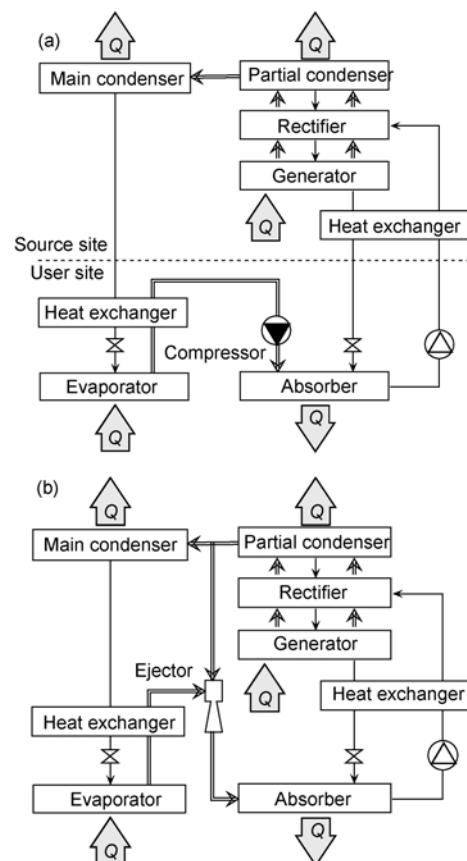 (a)
Q
Q
Main condenser
Partial condenser
Rectifier
Generator
Q
Heat exchanger
Source site
User site
Heat exchanger
Compressor
Evaporator
Absorber
Q
Q
(b)
Q
Q
Main condenser
Partial condenser
Rectifier
Generator
Ejector
Q
Heat exchanger
Heat exchanger
Evaporator
Absorber
Q
Q